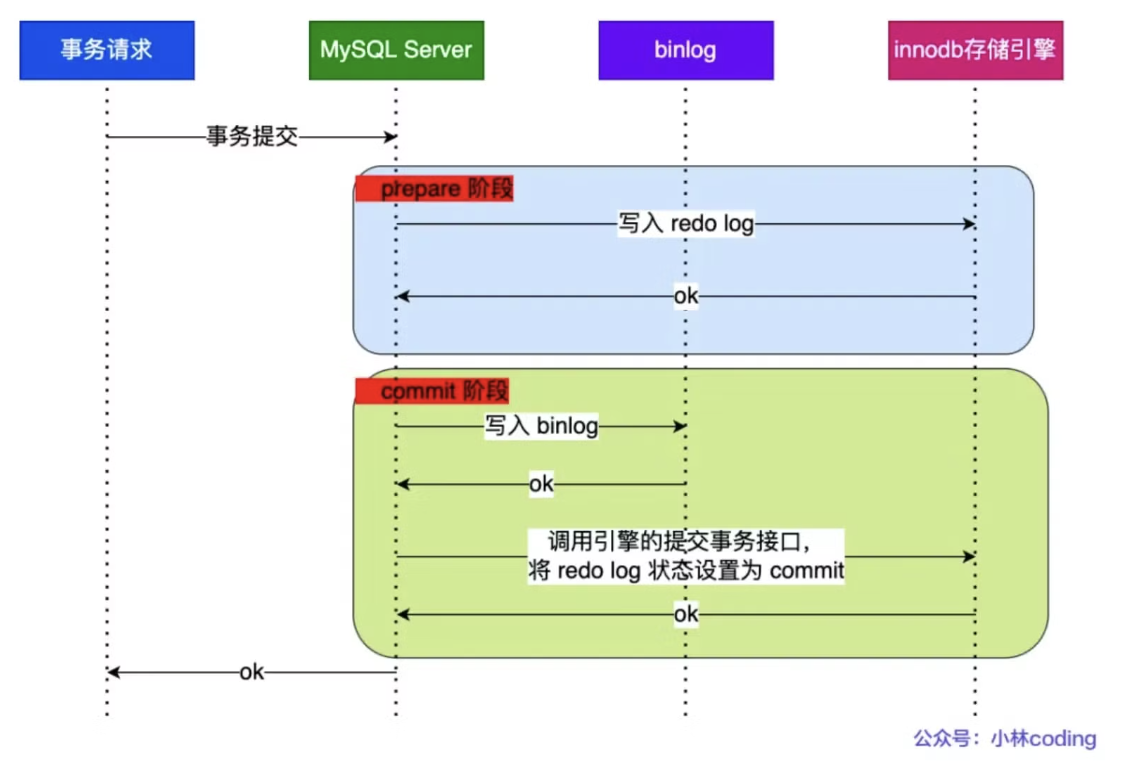 事务请求
MySQL Server
binlog
innodb存储引擎
事务提交
prepare 阶段
写入 redo log
ok
commit 阶段
写入 binlog
ok
调用引擎的提交事务接口，
将 redo log 状态设置为 commit
ok
ok
公众号：小林coding